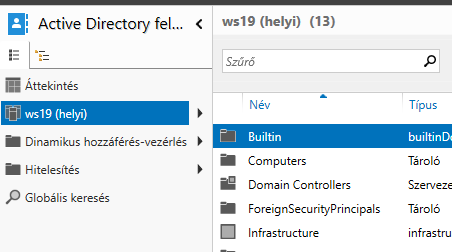 Active Directory fel...
ws19 (helyi) (13)
Szűrő
Áttekintés
ws19 (helyi)
Dinamikus hozzáférés-vezérlés
Hitelesítés
Globális keresés
Név Típus
Builtin builtinDo
Computers Tároló
Domain Controllers Szerveze
ForeignSecurityPrincipals Tároló
Infrastructure infrastru